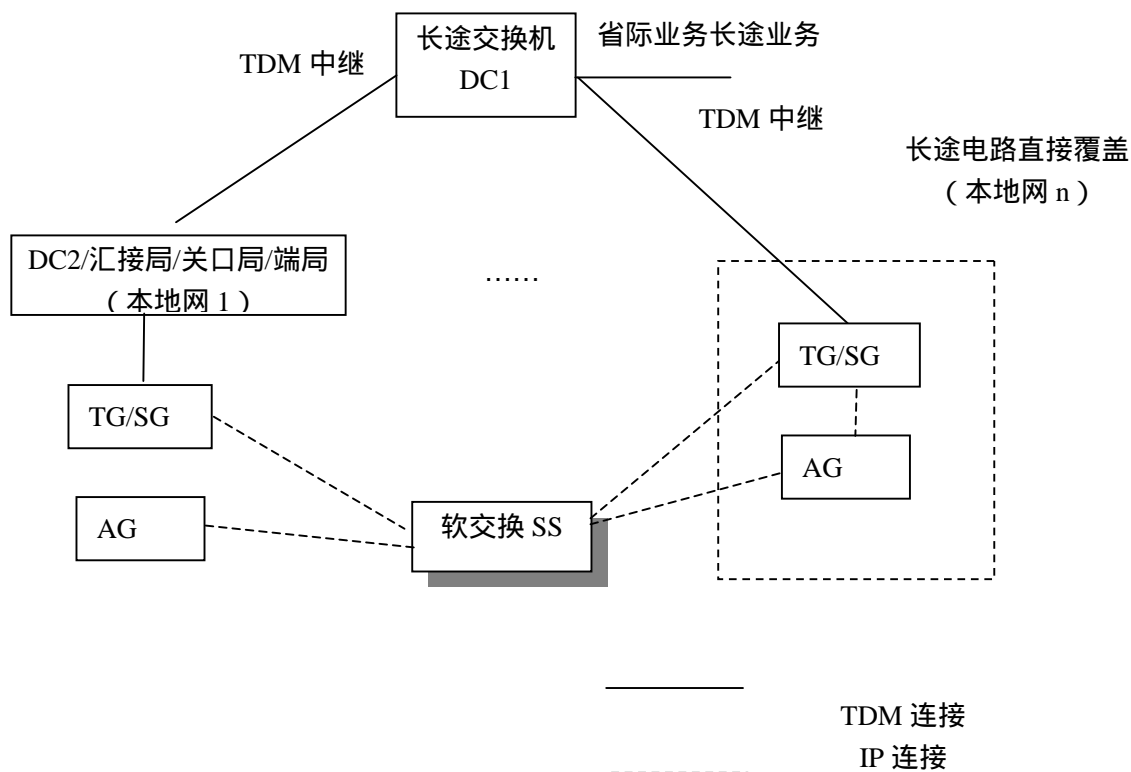 长途交换机
DC1
省际业务长途业务
TDM 中继
TDM 中继
长途电路直接覆盖
（本地网 n）
DC2/汇接局/关口局/端局
（本地网 1）
……
TG/SG
TG/SG
AG
AG
软交换 SS
TDM 连接
IP 连接